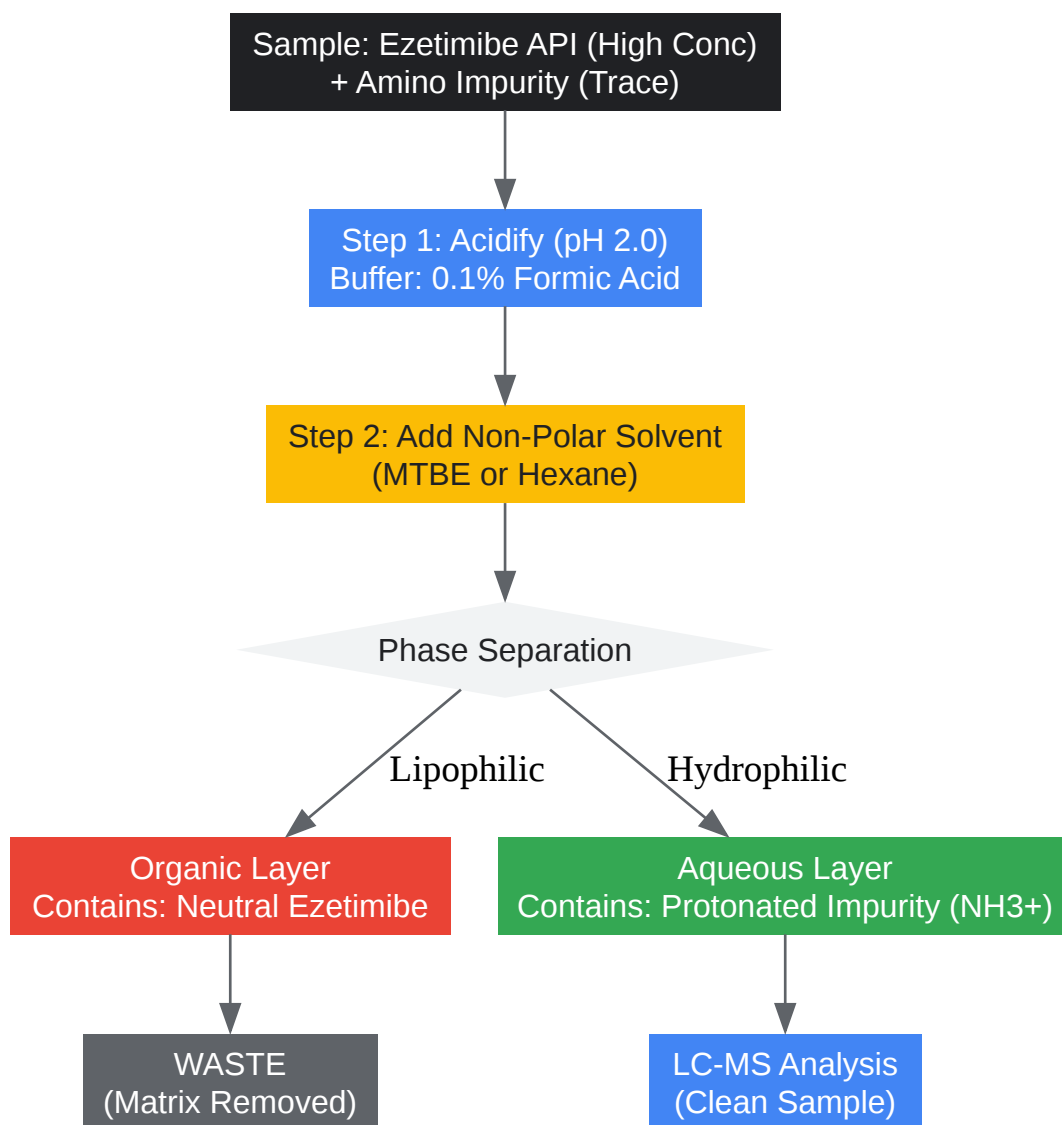 Sample: Ezetimibe API (High Conc)
+ Amino Impurity (Trace)
Step 1: Acidify (pH 2.0)
Buffer: 0.1% Formic Acid
Step 2: Add Non-Polar Solvent
(MTBE or Hexane)
Phase Separation
Lipophilic
Hydrophilic
Organic Layer
Contains: Neutral Ezetimibe
Aqueous Layer
Contains: Protonated Impurity (NH3+)
WASTE
(Matrix Removed)
LC-MS Analysis
(Clean Sample)